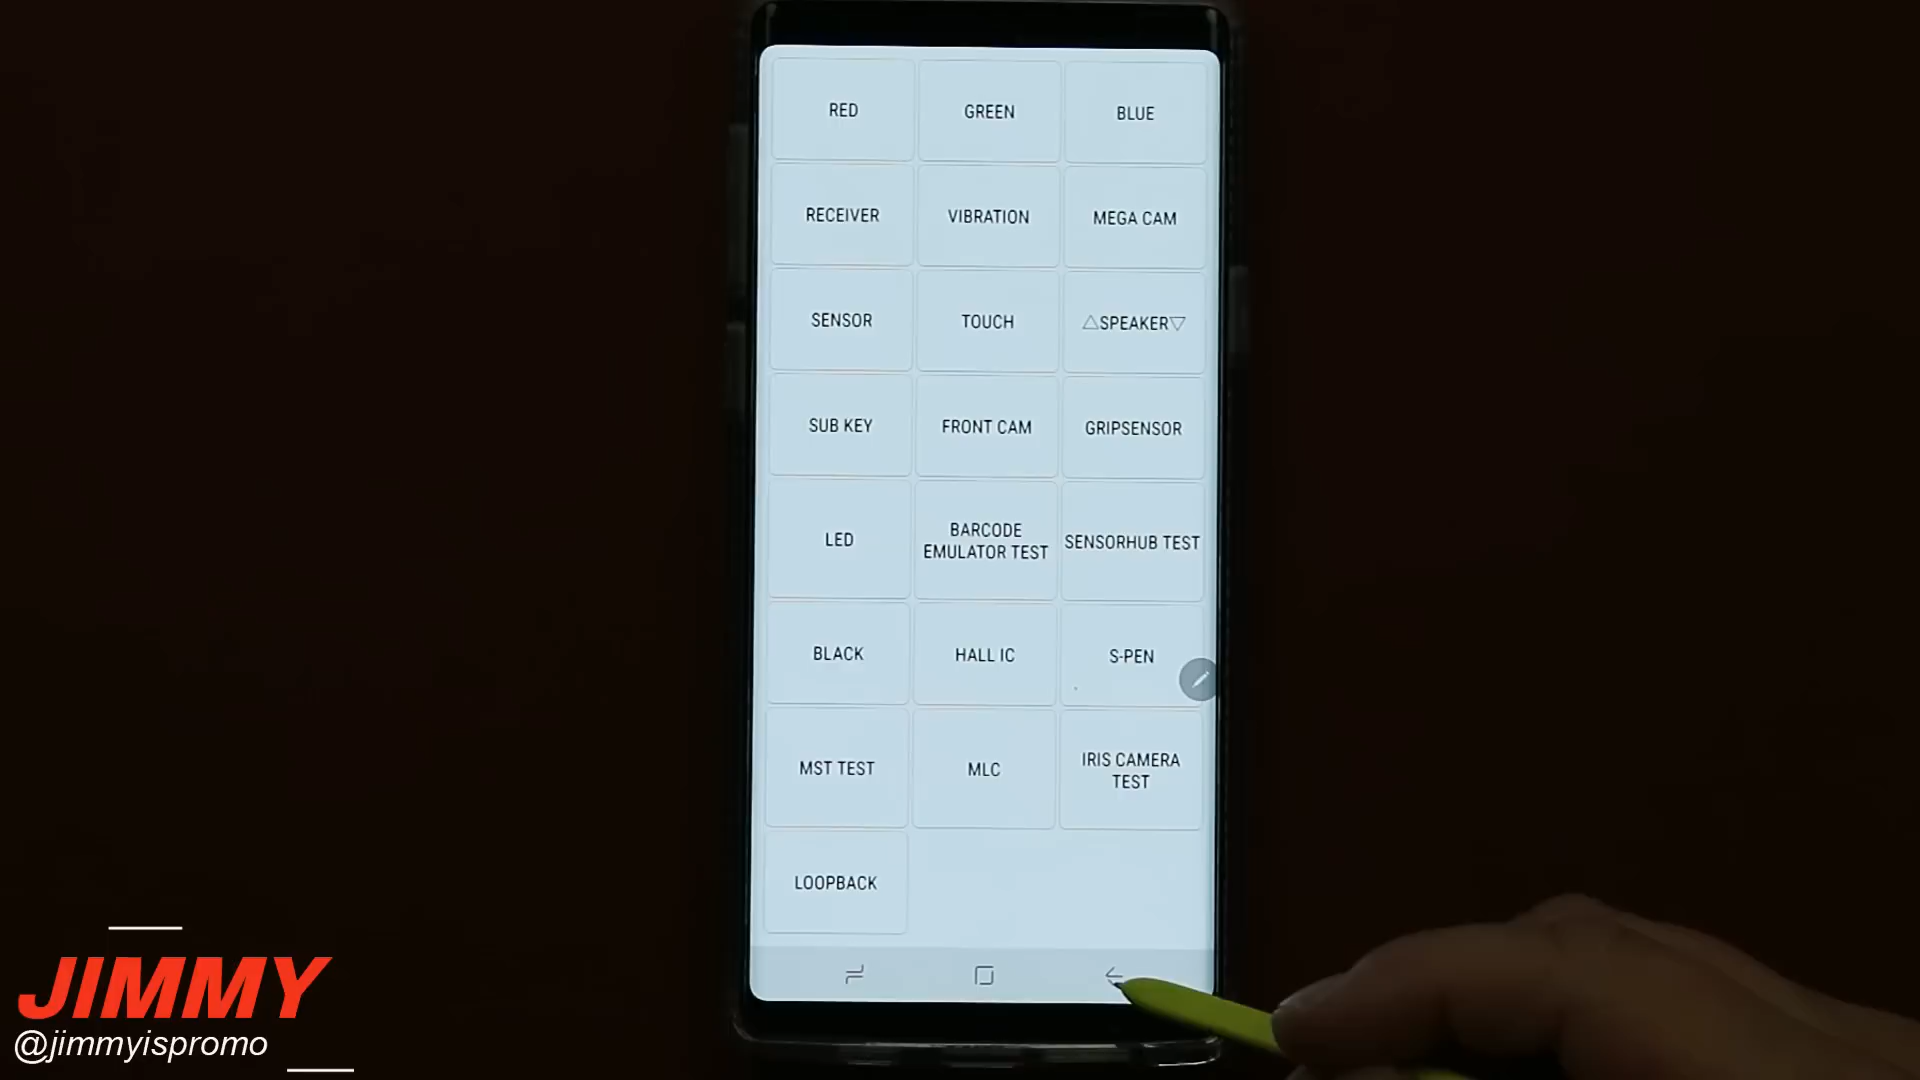 RED
GREEN
BLUE
RECEIVER
VIBRATION
MEGA CAM
SENSOR
TOUCH
△SPEAKER▽
SUB KEY
FRONT CAM
GRIPSENSOR
LED
BARCODE
EMULATOR TEST
SENSORHUB TEST
BLACK
HALL IC
S-PEN
MST TEST
MLC
IRIS CAMERA
TEST
LOOPBACK
JIMMY
@jimmyispromo